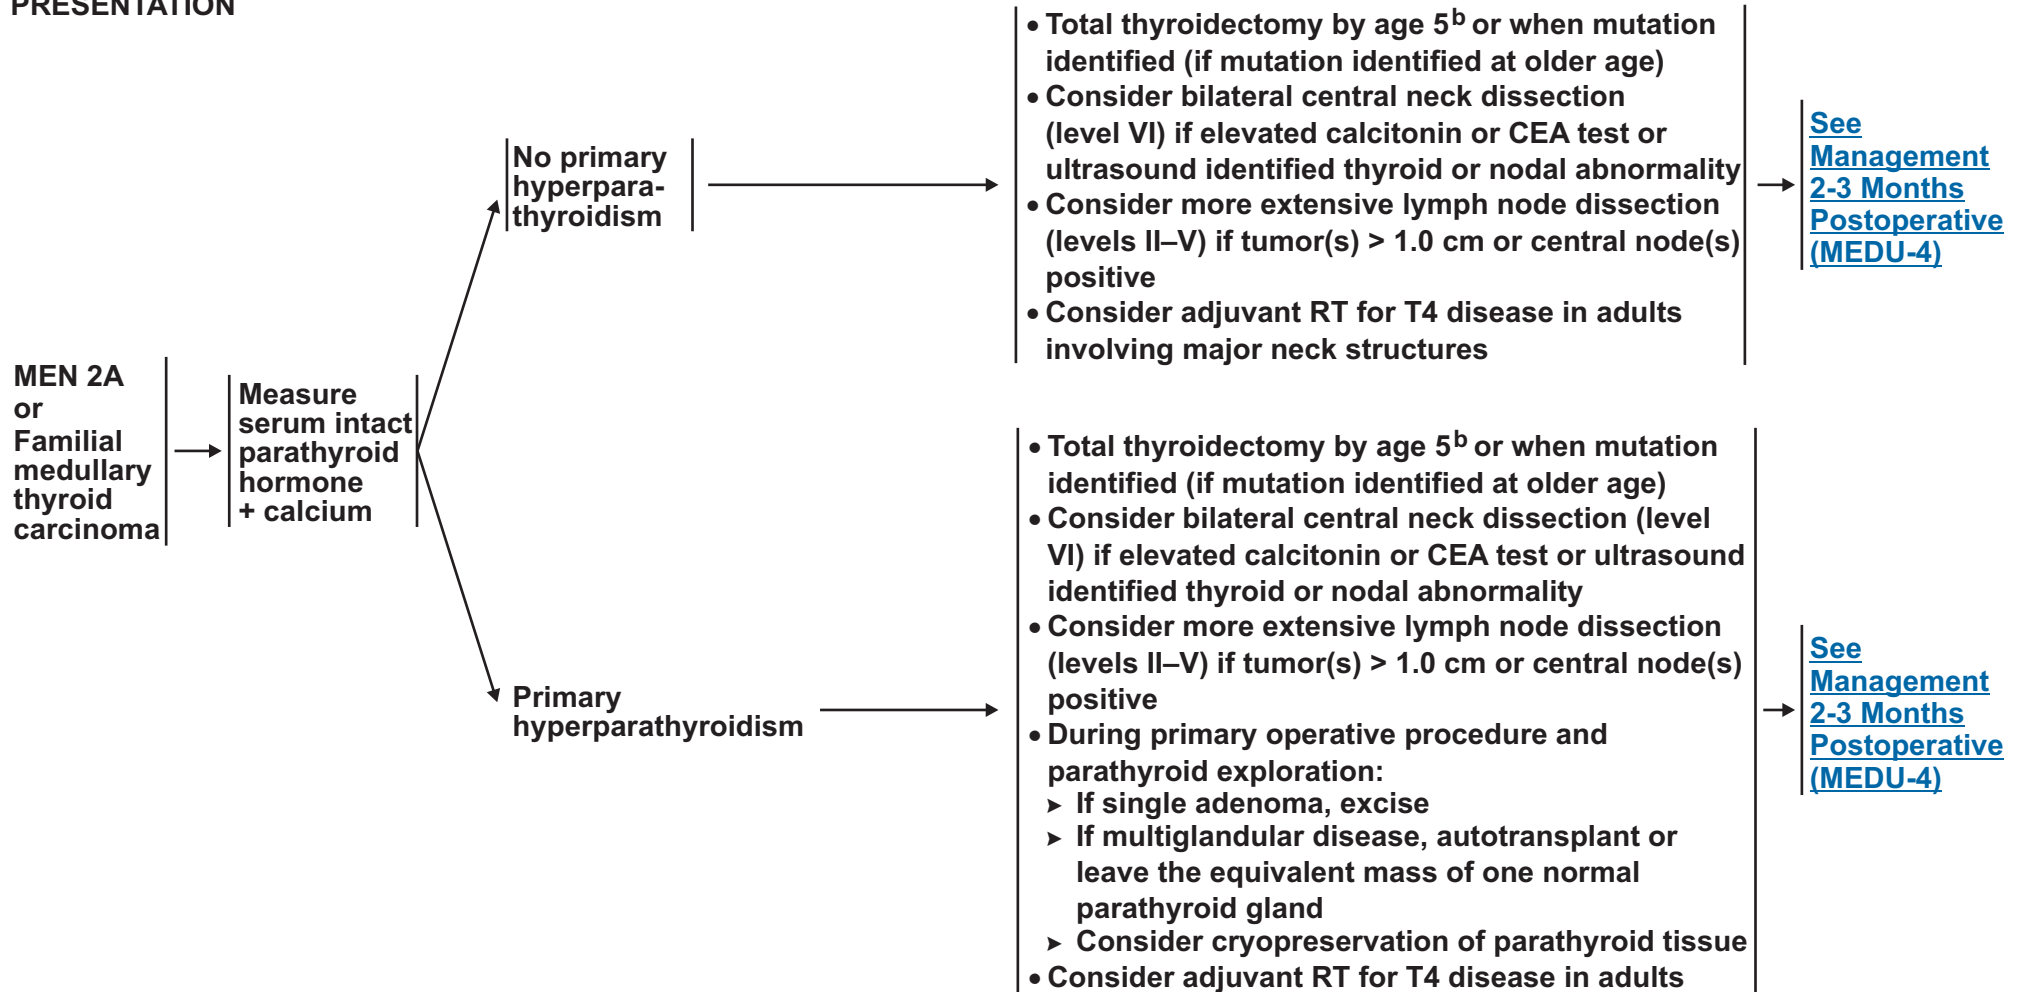 PRESENTATION
MEN 2A
or
Familial
medullary
thyroid
carcinoma
Measure
serum intact
parathyroid
hormone
+ calcium
No primary
hyperpara-
thyroidism
• Total thyroidectomy by age 5b or when mutation
identified (if mutation identified at older age)
• Consider bilateral central neck dissection
(level VI) if elevated calcitonin or CEA test or
ultrasound identified thyroid or nodal abnormality
• Consider more extensive lymph node dissection
(levels II–V) if tumor(s) > 1.0 cm or central node(s)
positive
• Consider adjuvant RT for T4 disease in adults
involving major neck structures
See
Management
2-3 Months
Postoperative
(MEDU-4)
Primary
hyperparathyroidism
• Total thyroidectomy by age 5b or when mutation
identified (if mutation identified at older age)
• Consider bilateral central neck dissection (level
VI) if elevated calcitonin or CEA test or ultrasound
identified thyroid or nodal abnormality
• Consider more extensive lymph node dissection
(levels II–V) if tumor(s) > 1.0 cm or central node(s)
positive
• During primary operative procedure and
parathyroid exploration:
➤ If single adenoma, excise
➤ If multiglandular disease, autotransplant or
leave the equivalent mass of one normal
parathyroid gland
➤ Consider cryopreservation of parathyroid tissue
• Consider adjuvant RT for T4 disease in adults
See
Management
2-3 Months
Postoperative
(MEDU-4)